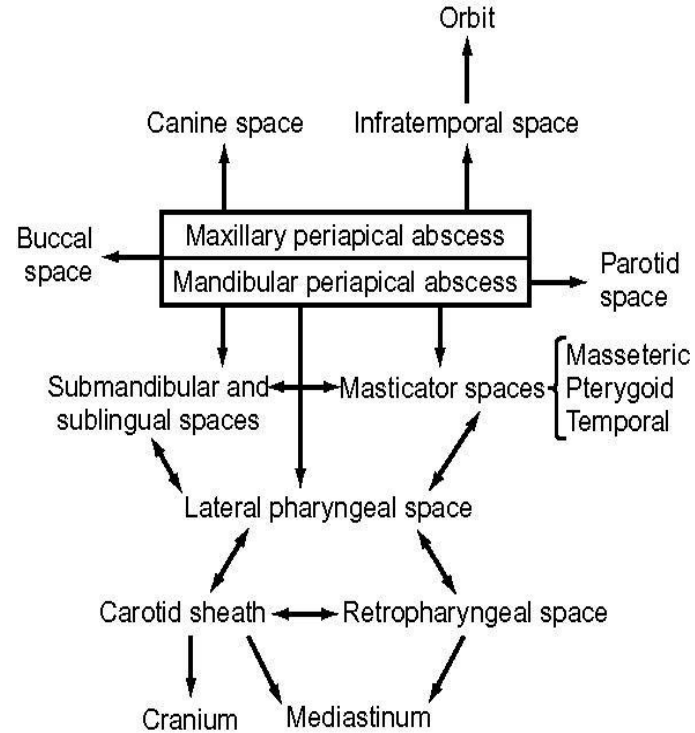 Orbit
Canine space
Infratemporal space
Maxillary periapical abscess
Buccal
space
Mandibular periapical abscess
Parotid
space
Submandibular and
sublingual spaces
Masticator spaces
Masseteric
Pterygoid
Temporal
Lateral pharyngeal space
Carotid sheath
Retropharyngeal space
Cranium
Mediastinum